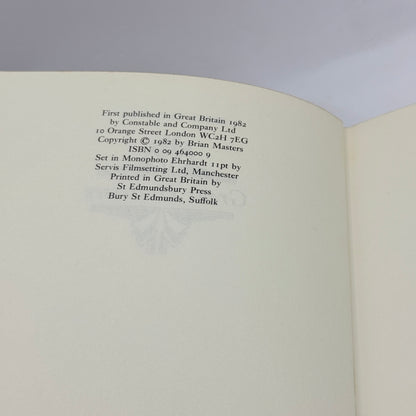 First published in Great Britain 1982
by Constable and Company Ltd
10 Orange Street London WC2H 7EG
Copyright © 1982 by Brian Masters
ISBN 0 09 464000 9
Set in Monophoto Ehrhardt 11pt by
Servis Filmsetting Ltd, Manchester
Printed in Great Britain by
St Edmundsbury Press
Bury St Edmunds, Suffolk